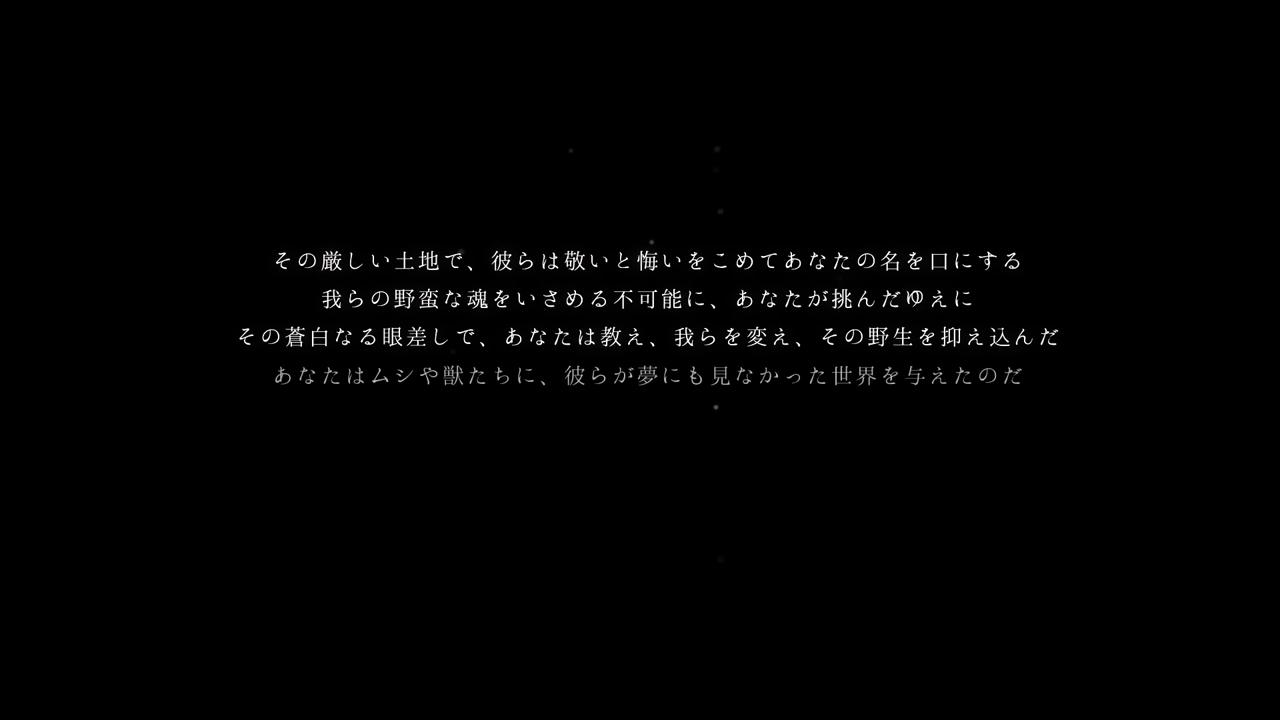 その厳しい土地で、彼らは敬いと悔いをこめてあなたの名を口にする
我らの野蛮な魂をいさめる不可能に、あなたが挑んだゆえに
その蒼白なる眼差しで、あなたは教え、我らを変え、その野生を抑え込んだ
あなたはムシや獣たちに、彼らが夢にも見なかった世界を与えたのだ